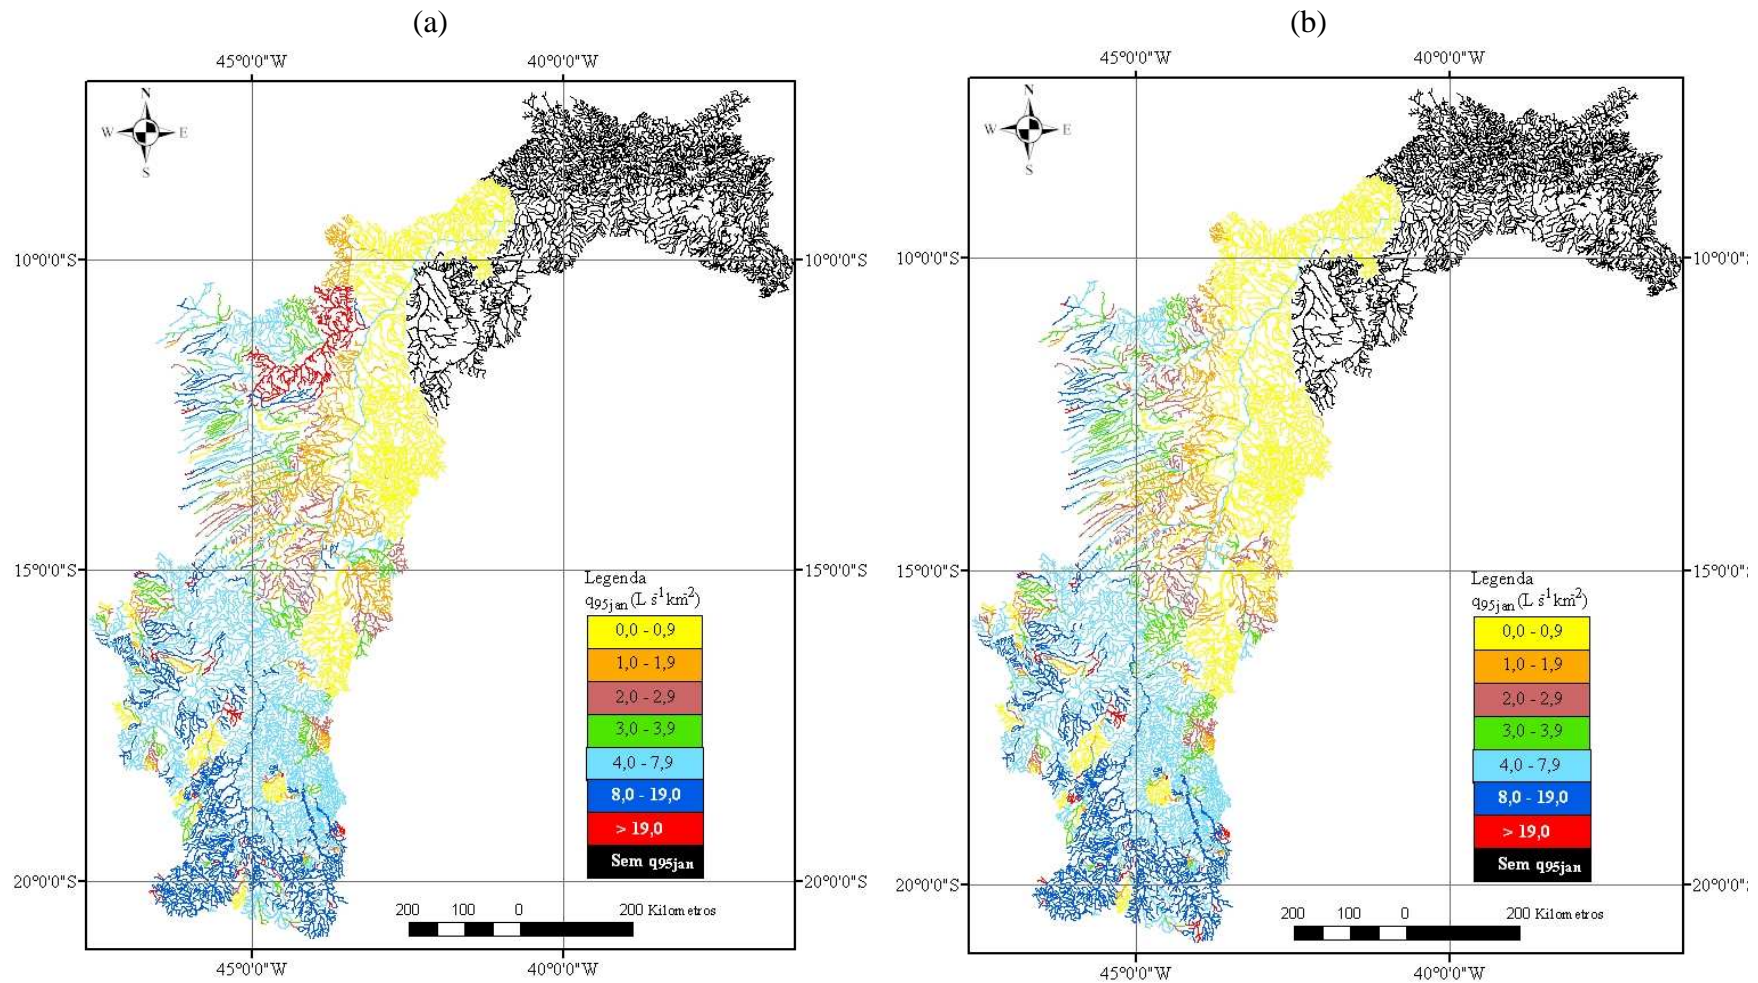 (a)
45°0'0"W 40°0'0"W
N
W E
S
10°0'0"S 10°0'0"S
15°0'0"S 15°0'0"S
Legenda
q95jan (L s⁻¹km⁻²)
0,0 - 0,9
1,0 - 1,9
2,0 - 2,9
3,0 - 3,9
4,0 - 7,9
8,0 - 19,0
> 19,0
Sem q95jan
20°0'0"S 20°0'0"S
200 100 0 200 Kilometros
45°0'0"W 40°0'0"W
(b)
45°0'0"W 40°0'0"W
N
W E
S
10°0'0"S
15°0'0"S
Legenda
q95jan (L s⁻¹km⁻²)
0,0 - 0,9
1,0 - 1,9
2,0 - 2,9
3,0 - 3,9
4,0 - 7,9
8,0 - 19,0
> 19,0
Sem q95jan
20°0'0"S
200 100 0 200 Kilometros
45°0'0"W 40°0'0"W